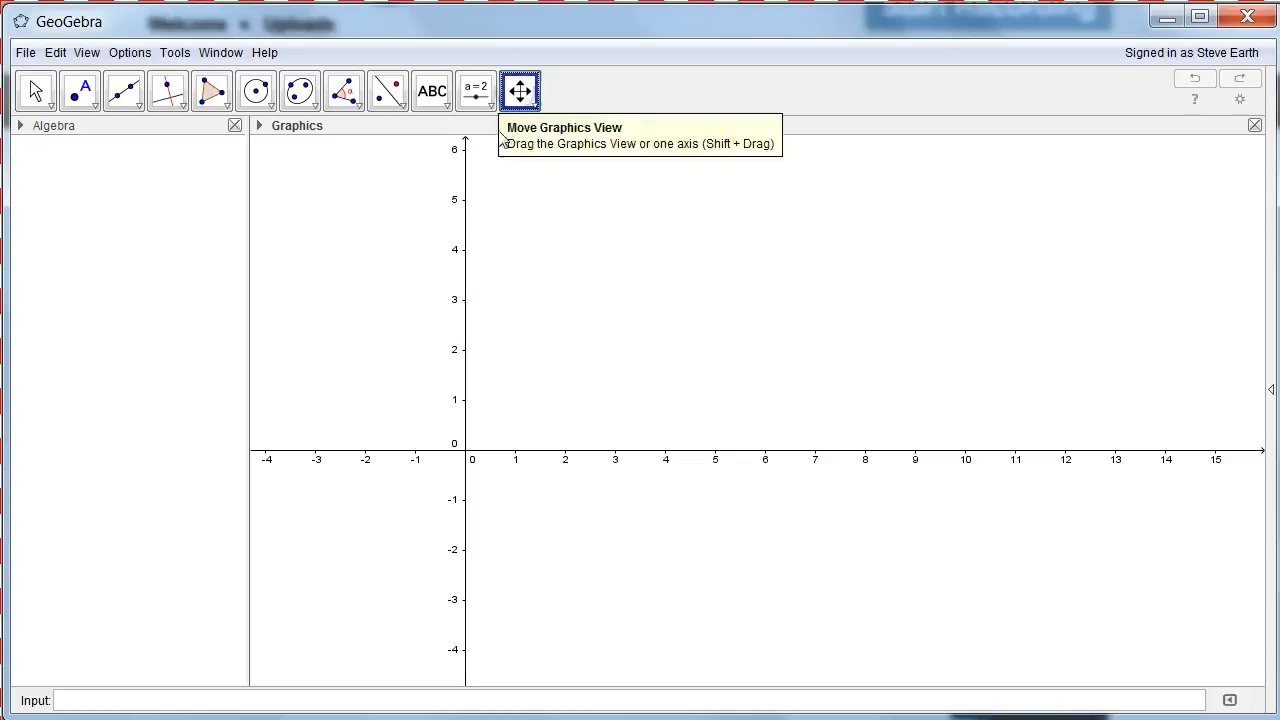 GeoGebra
Welcome Uploads
File Edit View Options Tools Window Help
Signed in as Steve Earth
A
α
ABC
a=2
?
Algebra
Graphics
Move Graphics View
Drag the Graphics View or one axis (Shift + Drag)
6
5
4
3
2
1
0
-4 -3 -2 -1 0 1 2 3 4 5 6 7 8 9 10 11 12 13 14 15
-1
-2
-3
-4
Input: